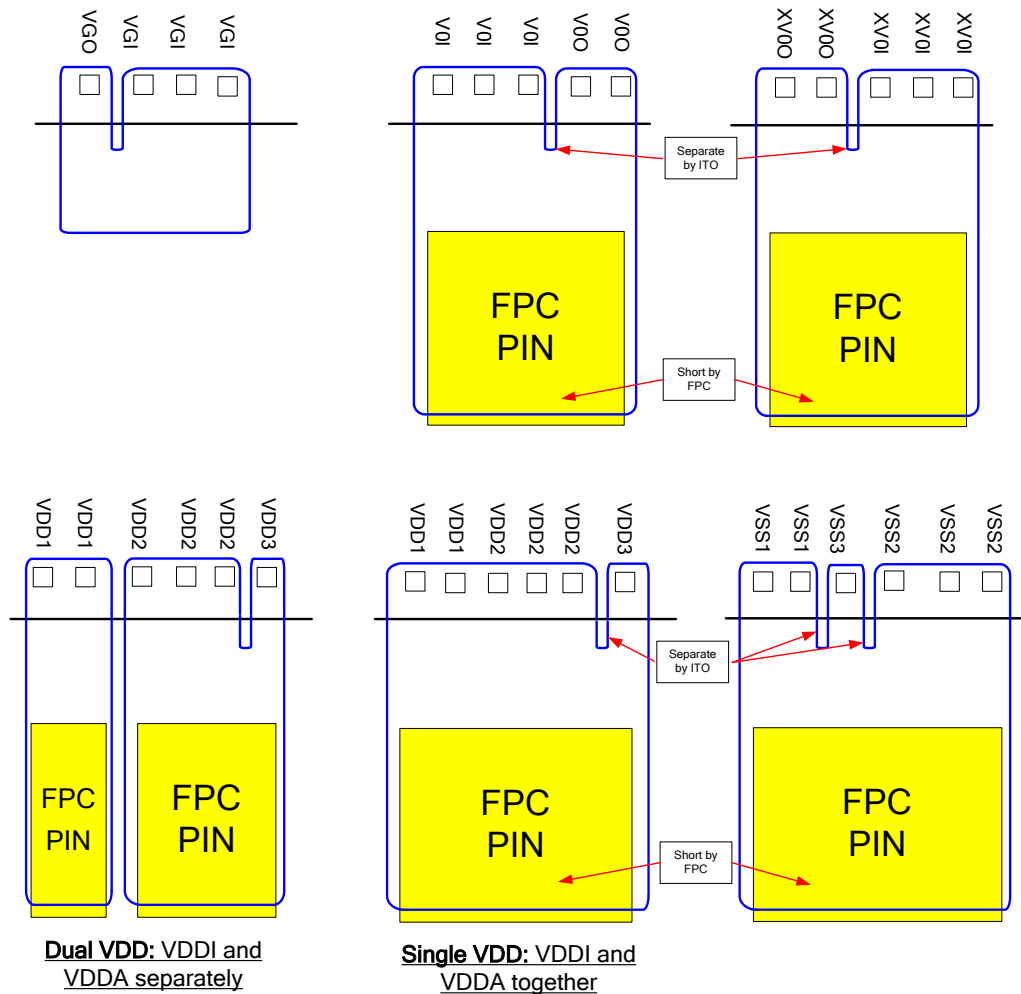 VGO VGI VGI VGI
V0I V0I V0I V0O V0O
XV0O XV0O XV0I XV0I XV0I
Separate
by ITO
FPC
PIN
FPC
PIN
Short by
FPC
VDD1 VDD1 VDD2 VDD2 VDD2 VDD3
VDD1 VDD1 VDD2 VDD2 VDD2 VDD3
VSS1 VSS1 VSS3 VSS2 VSS2 VSS2
Separate
by ITO
FPC
PIN
FPC
PIN
FPC
PIN
FPC
PIN
Short by
FPC
Dual VDD: VDDI and
VDDA separately
Single VDD: VDDI and
VDDA together